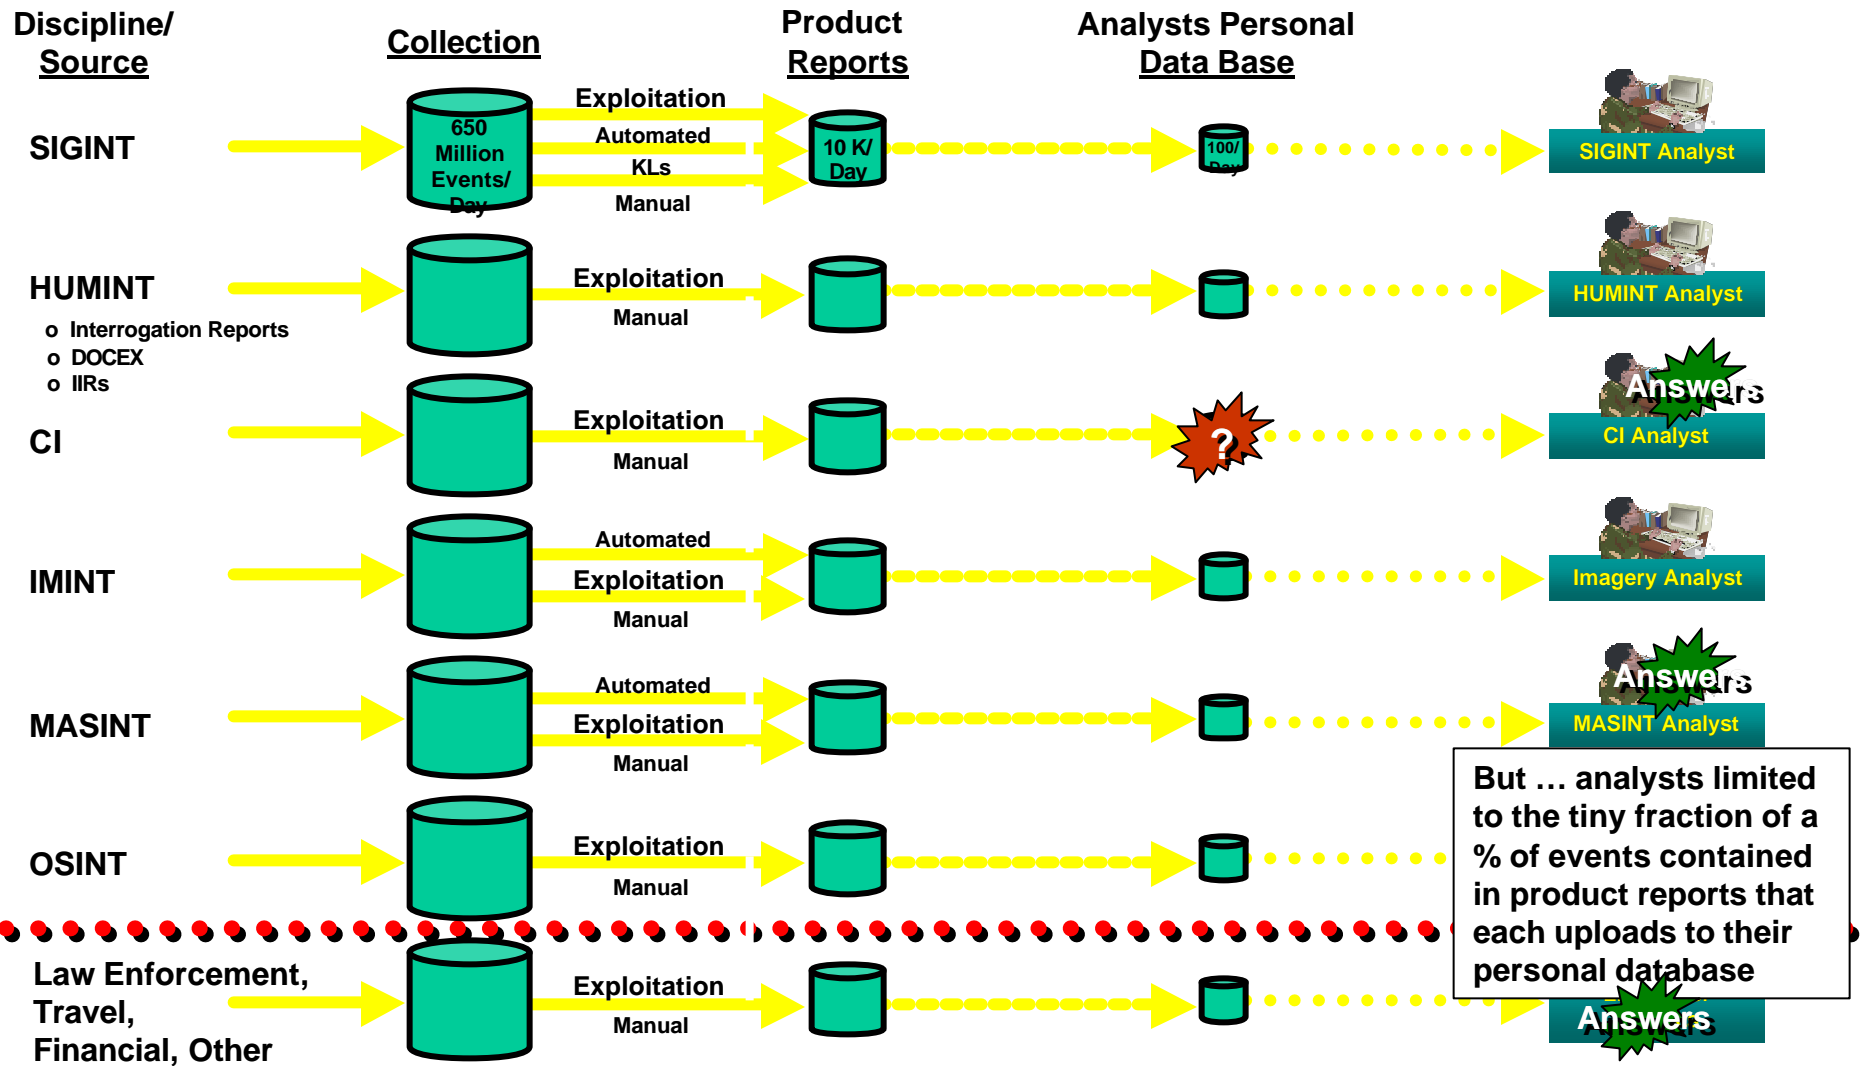 Discipline/
Source
Collection
Product
Reports
Analysts Personal
Data Base
SIGINT
650
Million
Events/
Day
Exploitation
Automated
KLs
Manual
10 K/
Day
100/
Day
SIGINT Analyst
HUMINT
o Interrogation Reports
o DOCEX
o IIRs
Exploitation
Manual
HUMINT Analyst
CI
Exploitation
Manual
?
Answers
CI Analyst
IMINT
Automated
Exploitation
Manual
Imagery Analyst
MASINT
Automated
Exploitation
Manual
Answers
MASINT Analyst
OSINT
Exploitation
Manual
But … analysts limited
to the tiny fraction of a
% of events contained
in product reports that
each uploads to their
personal database
Law Enforcement,
Travel,
Financial, Other
Exploitation
Manual
Answers